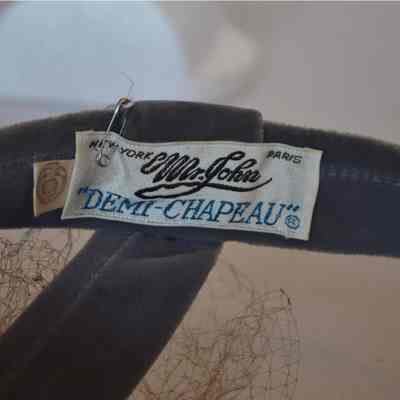 NEW-YORK Mr. John PARIS
"DEMI-CHAPEAU"®